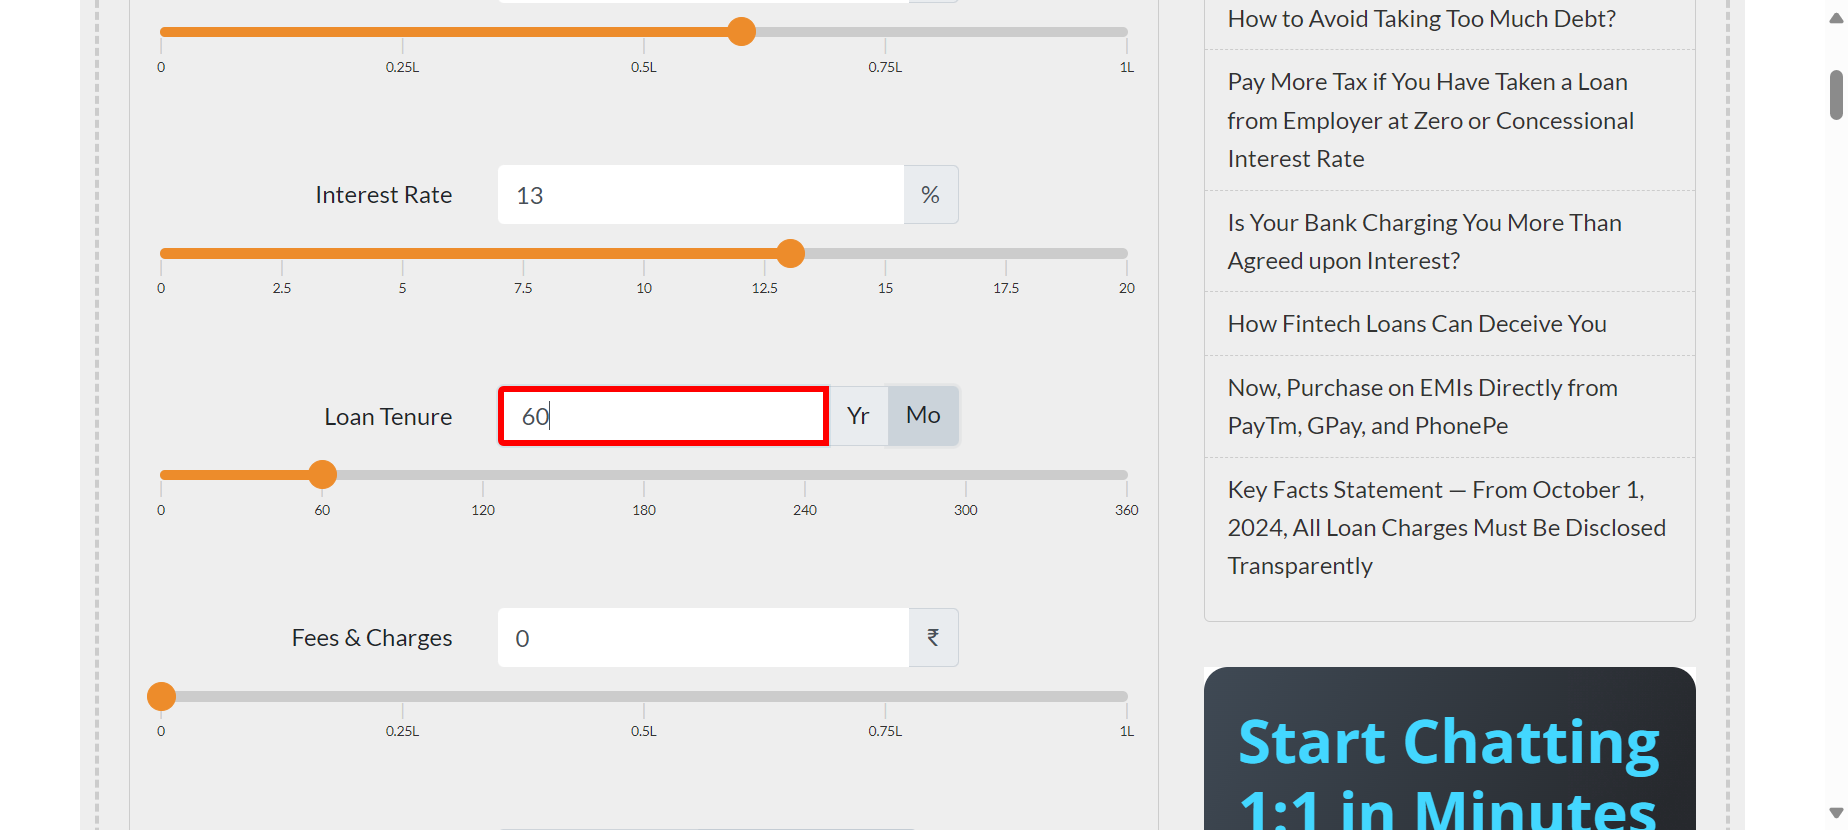 0 0.25L 0.5L 0.75L 1L
Interest Rate 13 %
0 2.5 5 7.5 10 12.5 15 17.5 20
Loan Tenure 60 Yr Mo
0 60 120 180 240 300 360
Fees & Charges 0 ₹
0 0.25L 0.5L 0.75L 1L
How to Avoid Taking Too Much Debt?
Pay More Tax if You Have Taken a Loan
from Employer at Zero or Concessional
Interest Rate
Is Your Bank Charging You More Than
Agreed upon Interest?
How Fintech Loans Can Deceive You
Now, Purchase on EMIs Directly from
PayTm, GPay, and PhonePe
Key Facts Statement — From October 1,
2024, All Loan Charges Must Be Disclosed
Transparently
Start Chatting
1:1 in Minutes